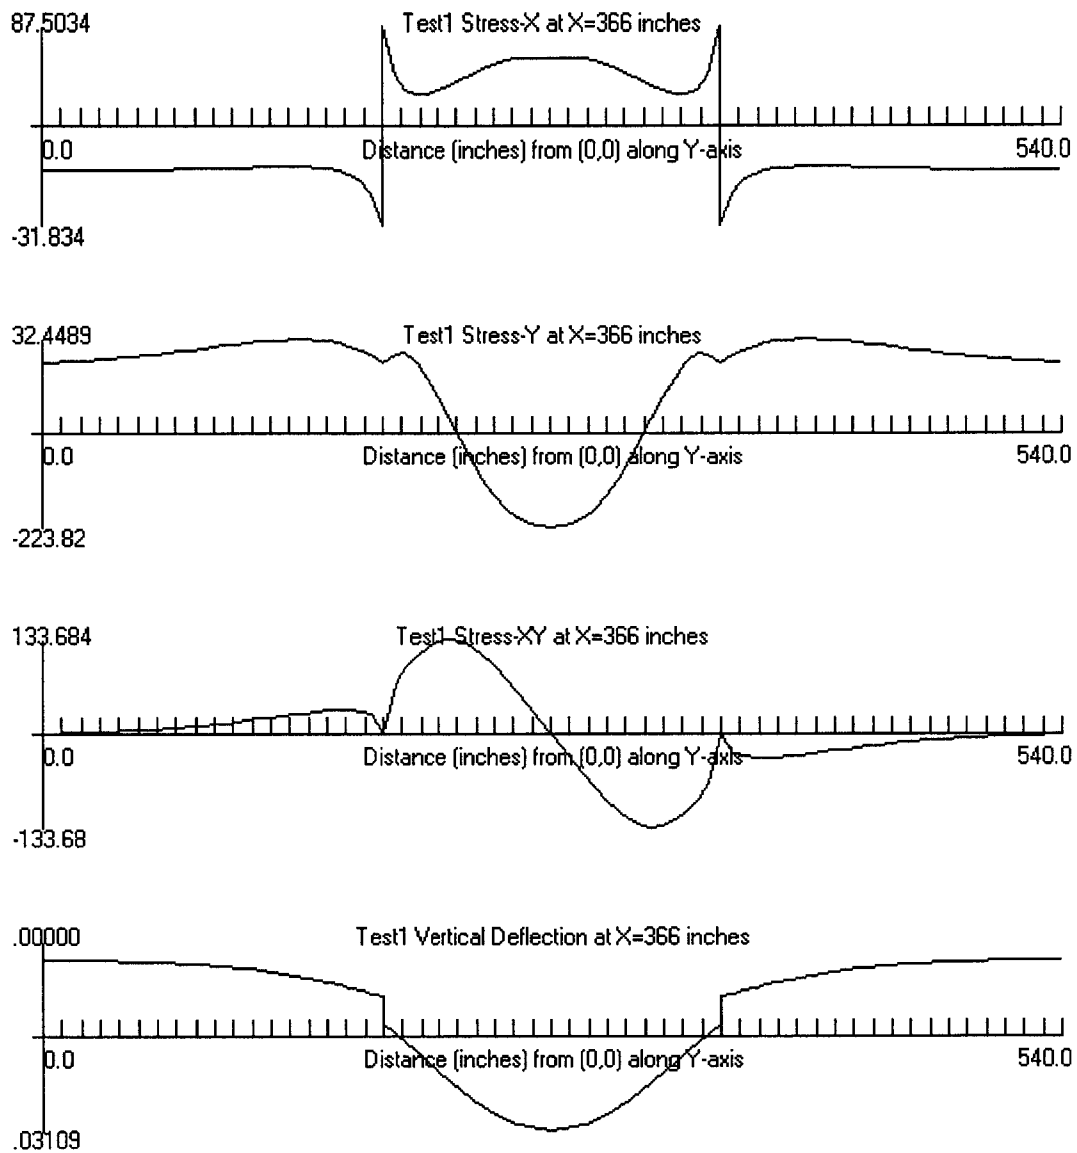 87.5034
Test1 Stress-X at X=366 inches
0.0
Distance (inches) from (0,0) along Y-axis
540.0
-31.834
32.4489
Test1 Stress-Y at X=366 inches
0.0
Distance (inches) from (0,0) along Y-axis
540.0
-223.82
133.684
Test1 Stress-XY at X=366 inches
0.0
Distance (inches) from (0,0) along Y-axis
540.0
-133.68
.00000
Test1 Vertical Deflection at X=366 inches
0.0
Distance (inches) from (0,0) along Y-axis
540.0
.03109